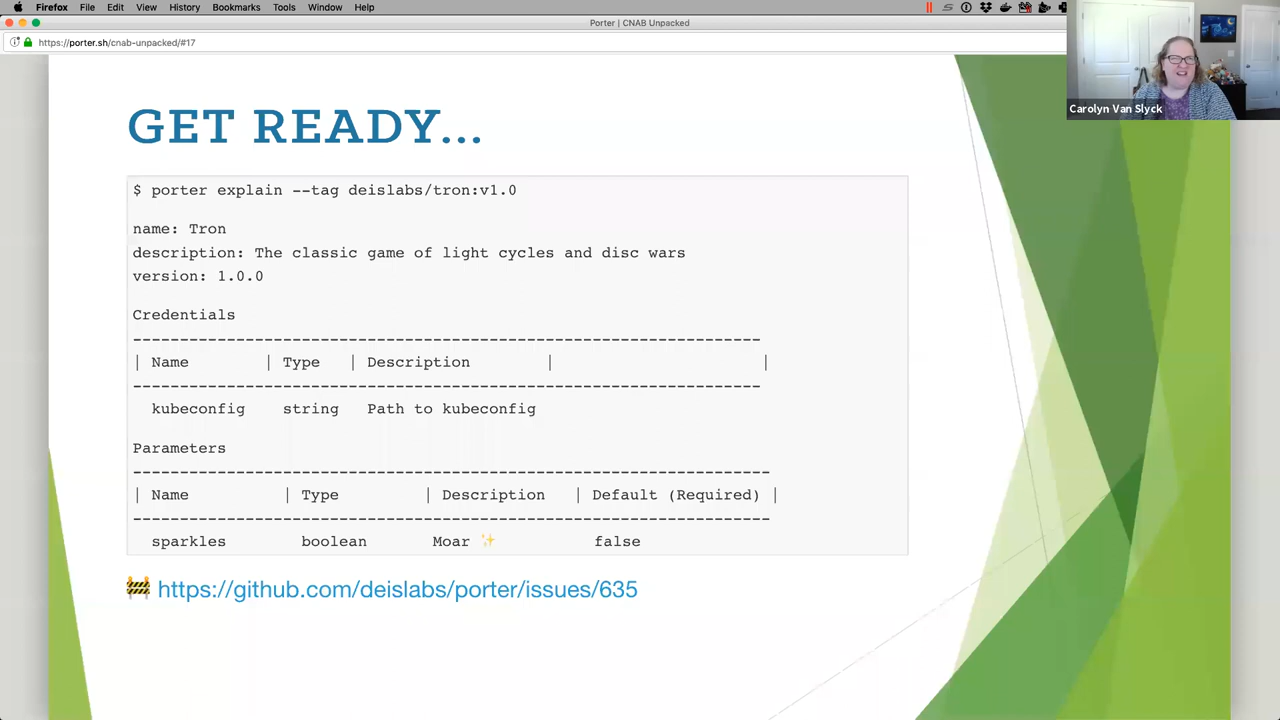 Firefox File Edit View History Bookmarks Tools Window Help
Porter | CNAB Unpacked
https://porter.sh/cnab-unpacked/#17
Carolyn Van Slyck
GET READY...
$ porter explain --tag deislabs/tron:v1.0
name: Tron
description: The classic game of light cycles and disc wars
version: 1.0.0
Credentials
-------------------------------------------------------------------
| Name | Type | Description | |
-------------------------------------------------------------------
kubeconfig string Path to kubeconfig
Parameters
--------------------------------------------------------------------
| Name | Type | Description | Default (Required) |
--------------------------------------------------------------------
sparkles boolean Moar ✨ false
🚧 https://github.com/deislabs/porter/issues/635